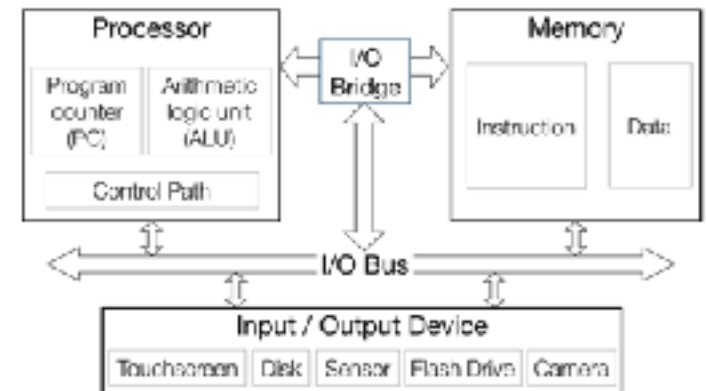 Processor
I/O
Bridge
Memory
Program
counter
(PC)
Arithmetic
logic unit
(ALU)
Instruction
Data
Control Path
I/O Bus
Input / Output Device
Touchscreen
Disk
Sensor
Flash Drive
Camera